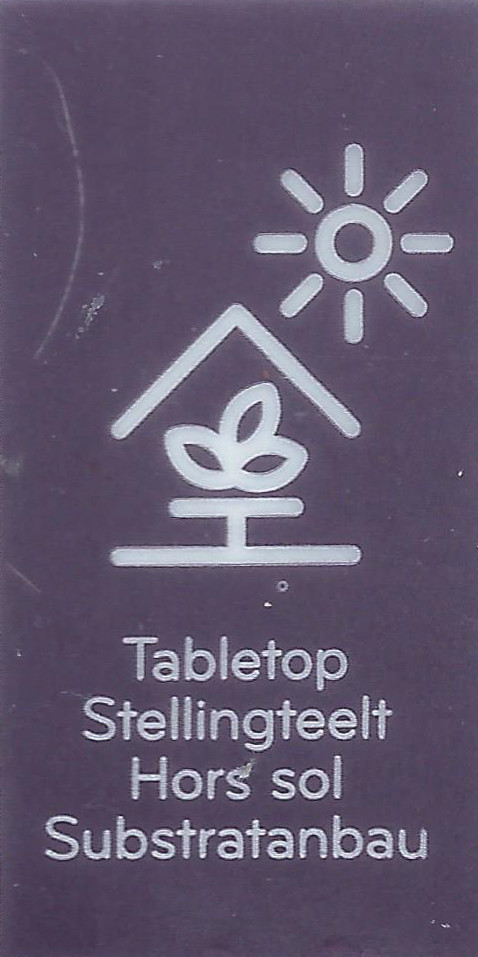 Tabletop
Stellingteelt
Hors sol
Substratanbau